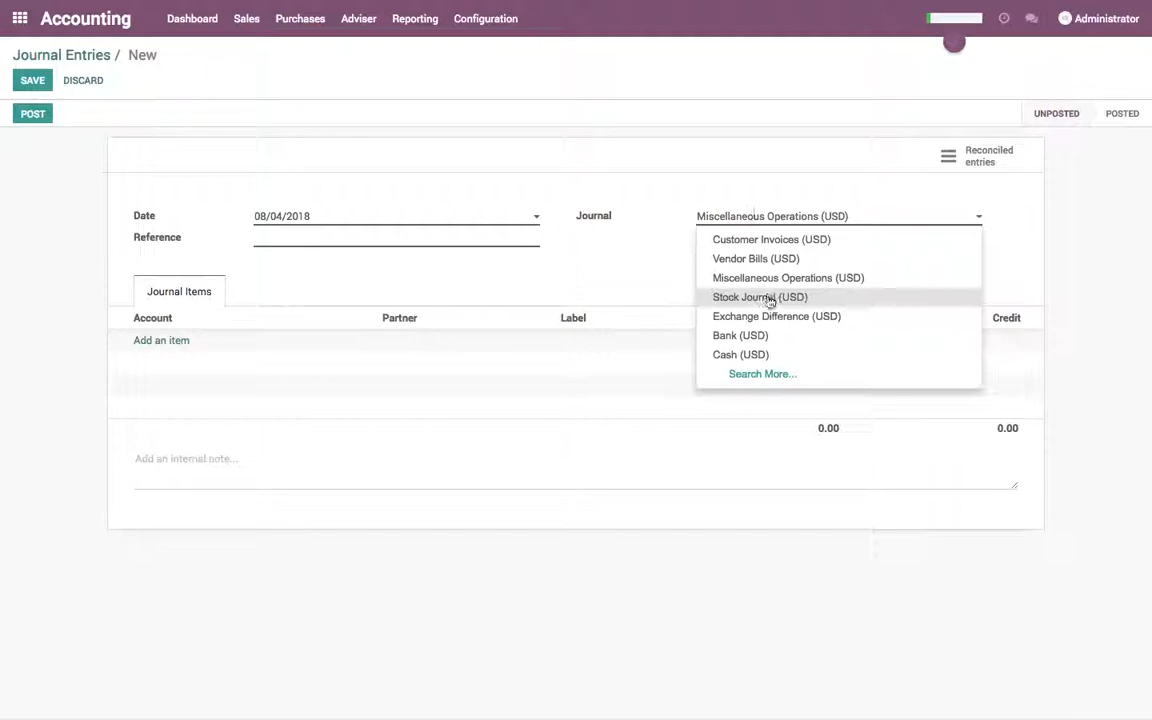 Accounting
Dashboard Sales Purchases Adviser Reporting Configuration
Administrator
Journal Entries / New
SAVE DISCARD
POST
UNPOSTED POSTED
Reconciled
entries
Date 08/04/2018
Journal Miscellaneous Operations (USD)
Reference
Customer Invoices (USD)
Vendor Bills (USD)
Miscellaneous Operations (USD)
Stock Journal (USD)
Exchange Difference (USD)
Bank (USD)
Cash (USD)
Search More...
Journal Items
Account Partner Label Credit
Add an item
0.00 0.00
Add an internal note...